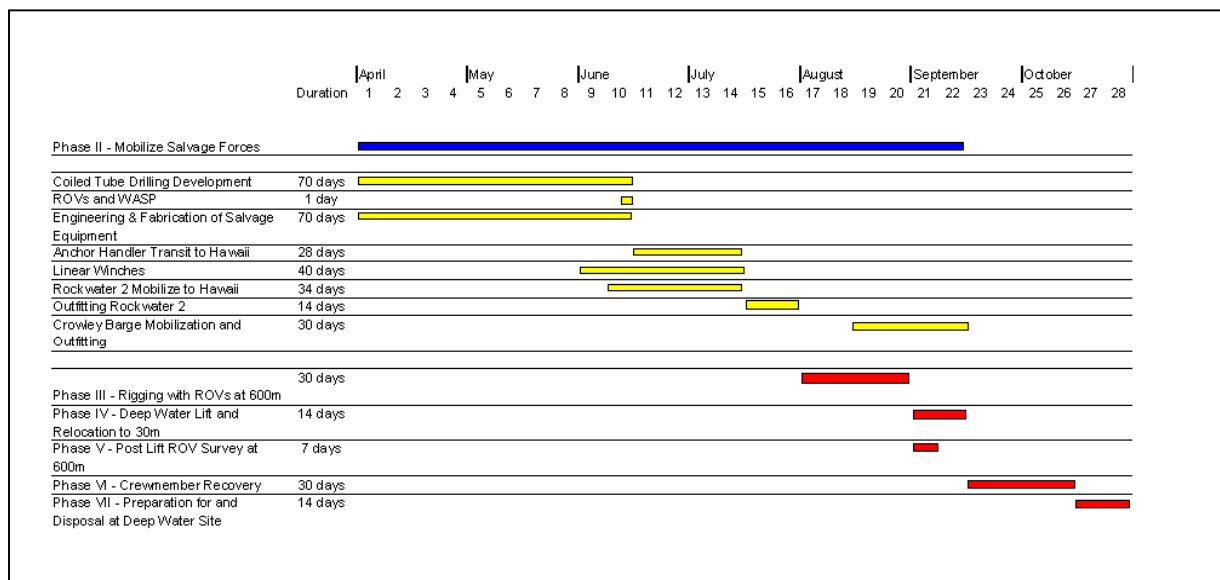 April May June July August September October
Duration 1 2 3 4 5 6 7 8 9 10 11 12 13 14 15 16 17 18 19 20 21 22 23 24 25 26 27 28
Phase II - Mobilize Salvage Forces
Coiled Tube Drilling Development 70 days
ROVs and WASP 1 day
Engineering & Fabrication of Salvage 70 days
Equipment
Anchor Handler Transit to Hawaii 28 days
Linear Winches 40 days
Rockwater 2 Mobilize to Hawaii 34 days
Outfitting Rockwater 2 14 days
Crowley Barge Mobilization and 30 days
Outfitting
30 days
Phase III - Rigging with ROVs at 600m
Phase IV - Deep Water Lift and 14 days
Relocation to 30m
Phase V - Post Lift ROV Survey at 7 days
600m
Phase VI - Crewmember Recovery 30 days
Phase VII - Preparation for and 14 days
Disposal at Deep Water Site